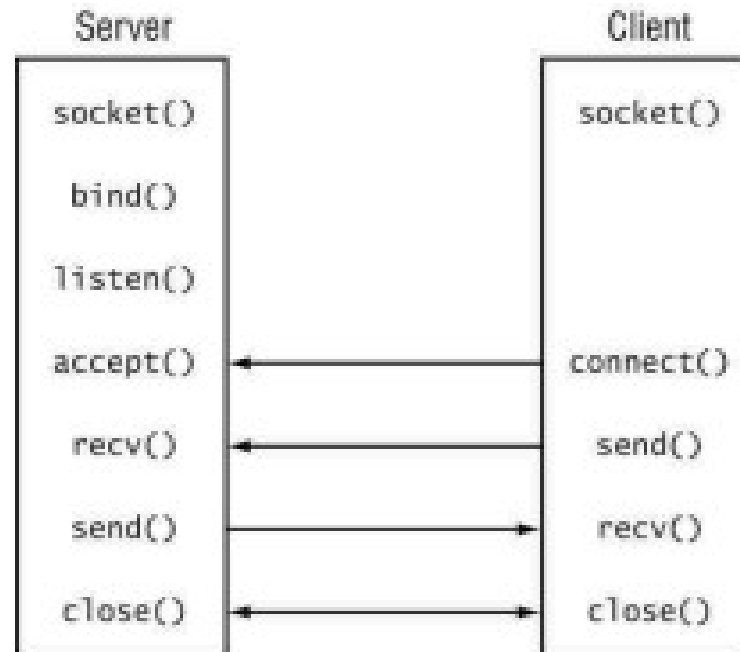 Server Client
socket() socket()
bind()
listen()
accept() connect()
recv() send()
send() recv()
close() close()